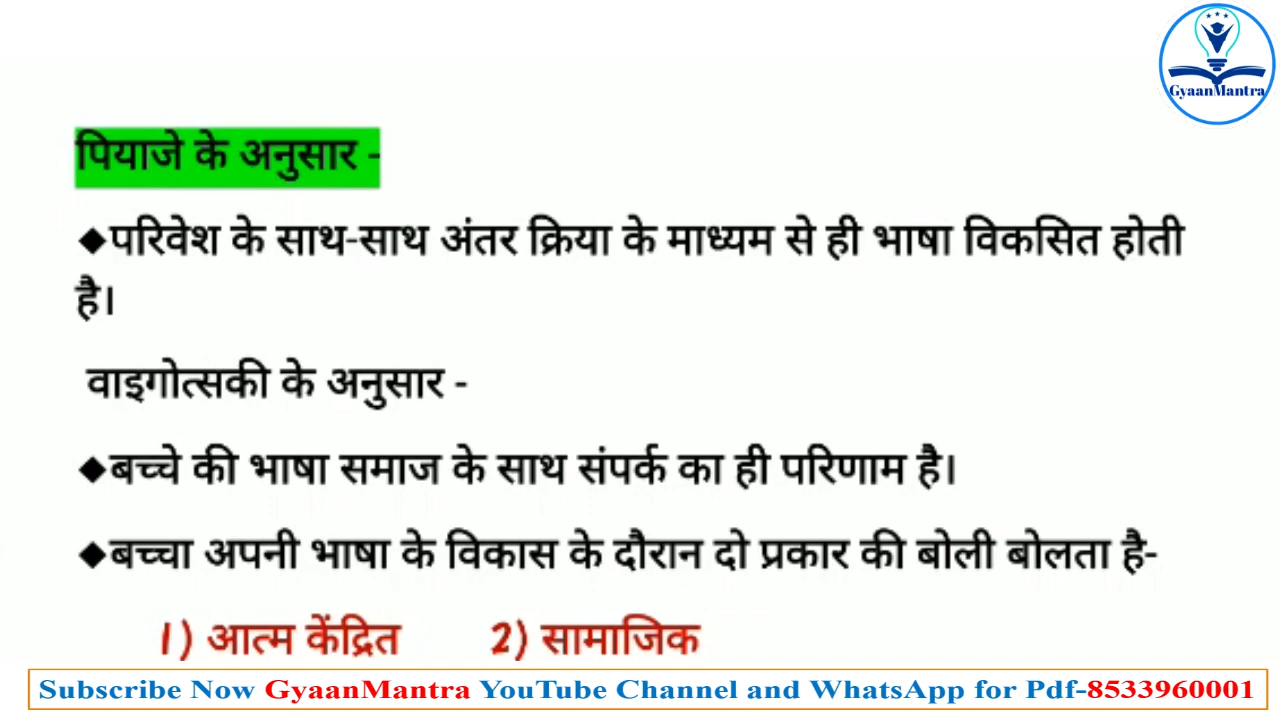 GyaanMantra
पियाजे के अनुसार -
◆परिवेश के साथ-साथ अंतर क्रिया के माध्यम से ही भाषा विकसित होती
है।
वाइगोत्सकी के अनुसार -
◆बच्चे की भाषा समाज के साथ संपर्क का ही परिणाम है।
◆बच्चा अपनी भाषा के विकास के दौरान दो प्रकार की बोली बोलता है-
1) आत्म केंद्रित 2) सामाजिक
Subscribe Now GyaanMantra YouTube Channel and WhatsApp for Pdf-8533960001